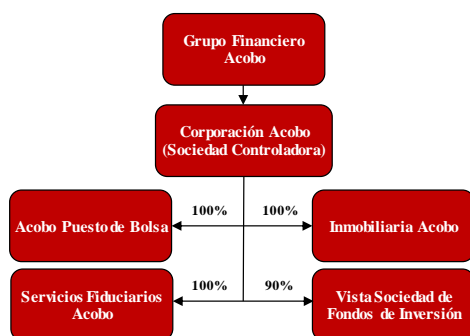 Grupo Financiero
Acobo
Corporación Acobo
(Sociedad Controladora)
100%
100%
Acobo Puesto de Bolsa
Inmobiliaria Acobo
Servicios Fiduciarios
Acobo
100%
90%
Vista Sociedad de
Fondos de Inversión